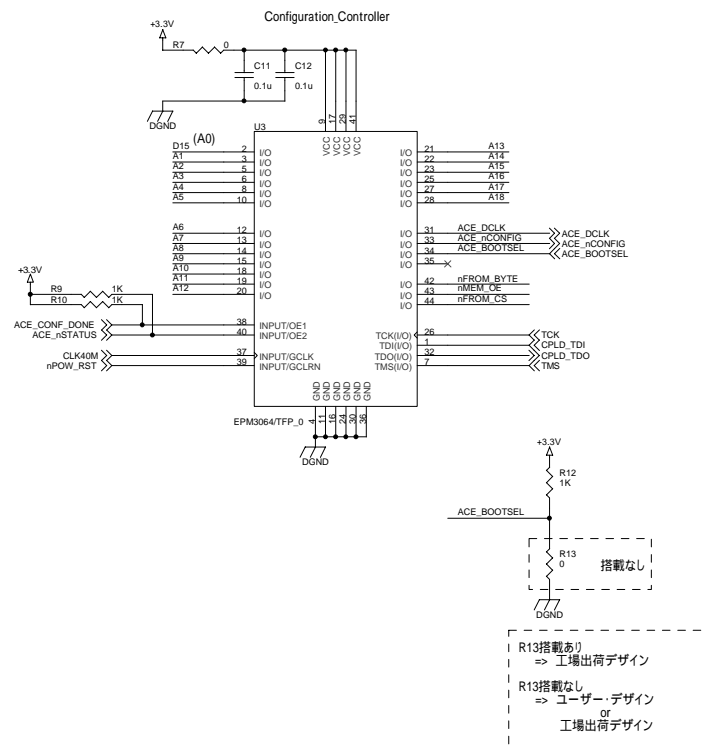 Configuration_Controller
+3.3V
R7
0
C11
0.1u
C12
0.1u
DGND
9
17
29
41
VCC
VCC
VCC
VCC
U3
(A0)
D15 2 I/O
A1 3 I/O
A2 5 I/O
A3 6 I/O
A4 8 I/O
A5 10 I/O
I/O 21 A13
I/O 22 A14
I/O 23 A15
I/O 25 A16
I/O 27 A17
I/O 28 A18
A6 12 I/O
A7 13 I/O
A8 14 I/O
A9 15 I/O
A10 18 I/O
A11 19 I/O
A12 20 I/O
I/O 31 ACE_DCLK ACE_DCLK
I/O 33 ACE_nCONFIG ACE_nCONFIG
I/O 34 ACE_BOOTSEL ACE_BOOTSEL
I/O 35
I/O 42 nFROM_BYTE
I/O 43 nMEM_OE
I/O 44 nFROM_CS
+3.3V
R9 1K
R10 1K
ACE_CONF_DONE 38 INPUT/OE1
ACE_nSTATUS 40 INPUT/OE2
CLK40M 37 INPUT/GCLK
nPOW_RST 39 INPUT/GCLRN
TCK(I/O) 26 TCK
TDI(I/O) 1 CPLD_TDI
TDO(I/O) 32 CPLD_TDO
TMS(I/O) 7 TMS
GND
GND
GND
GND
GND
GND
EPM3064/TFP_0
4
11
16
24
30
36
DGND
+3.3V
R12
1K
ACE_BOOTSEL
R13
0
搭載なし
DGND
R13搭載あり
=> 工場出荷デザイン
R13搭載なし
=> ユーザー・デザイン
or
工場出荷デザイン